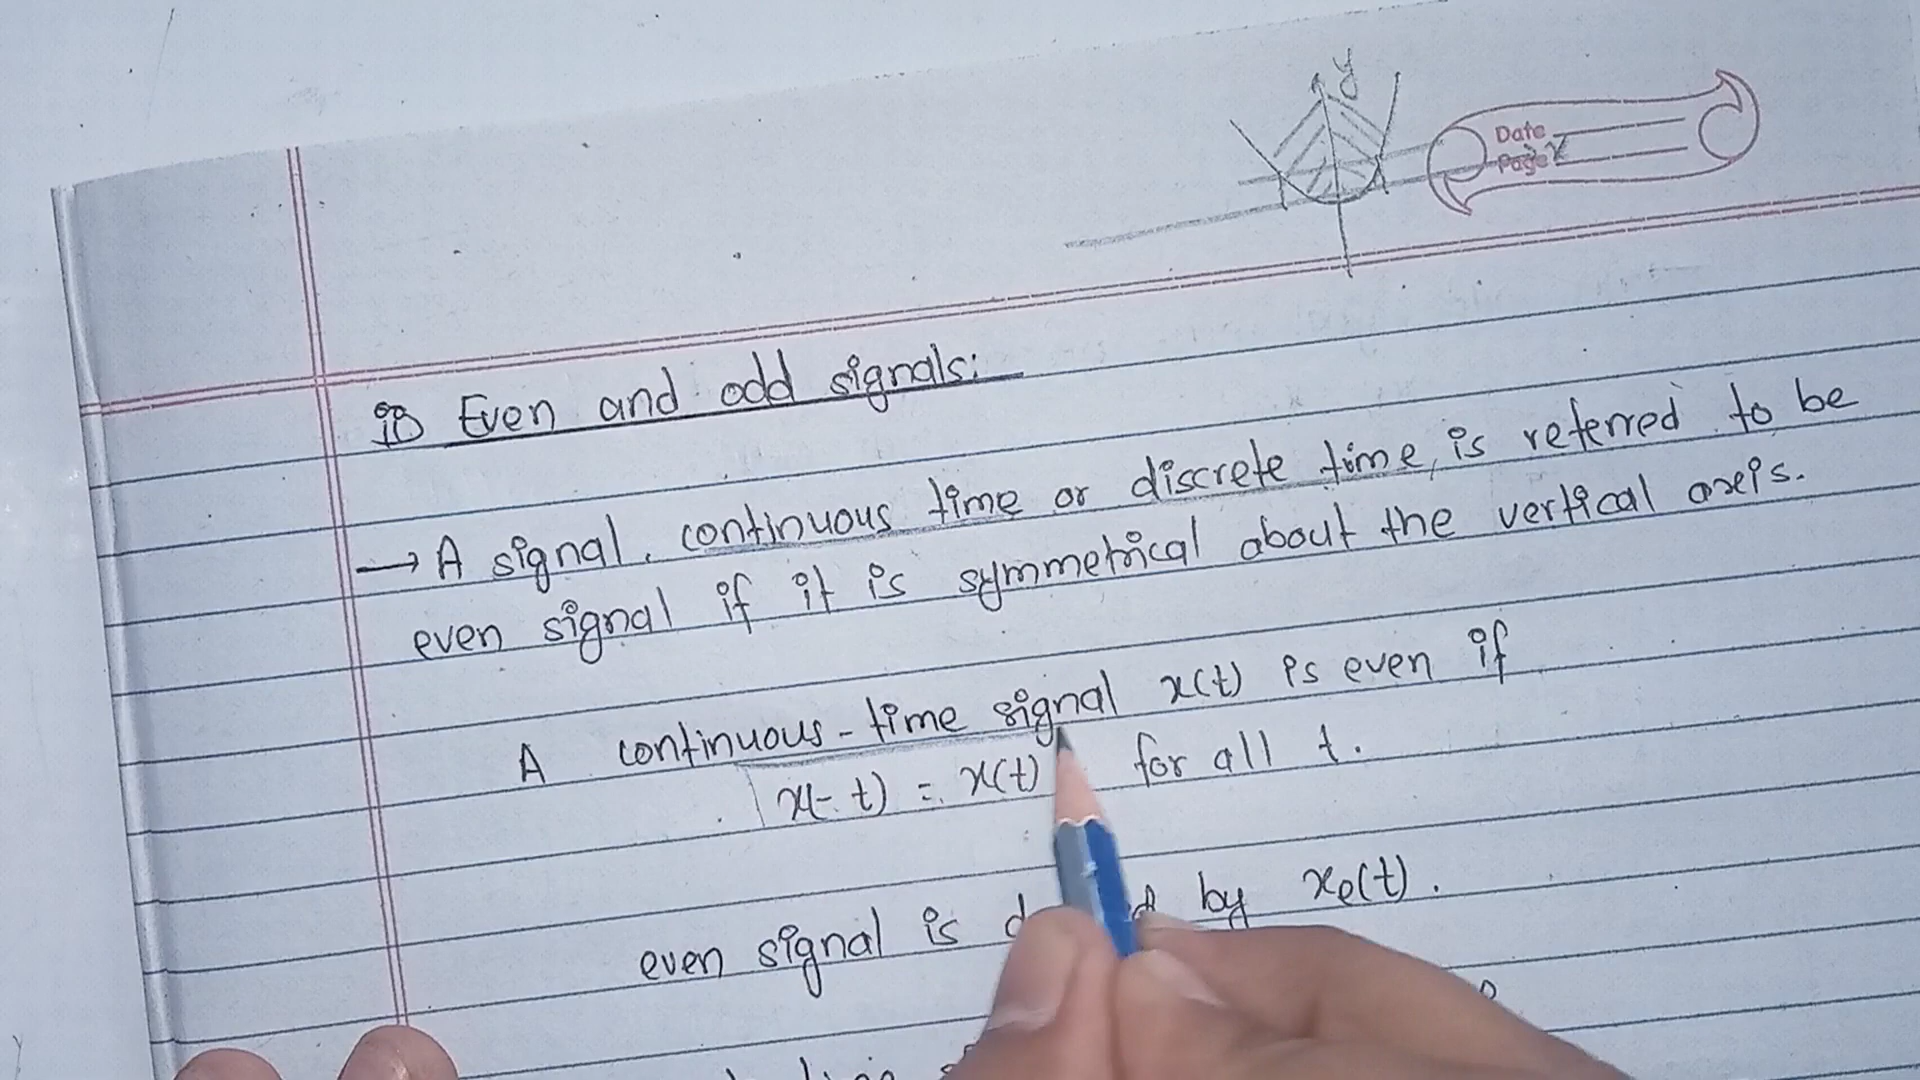 y
Date
Page x
ii) Even and odd signals:
→ A signal, continuous time or discrete time, is referred to be
even signal if it is symmetrical about the vertical axis.
A continuous-time signal x(t) is even if
x(-t) = x(t) for all t.
even signal is by xe(t).